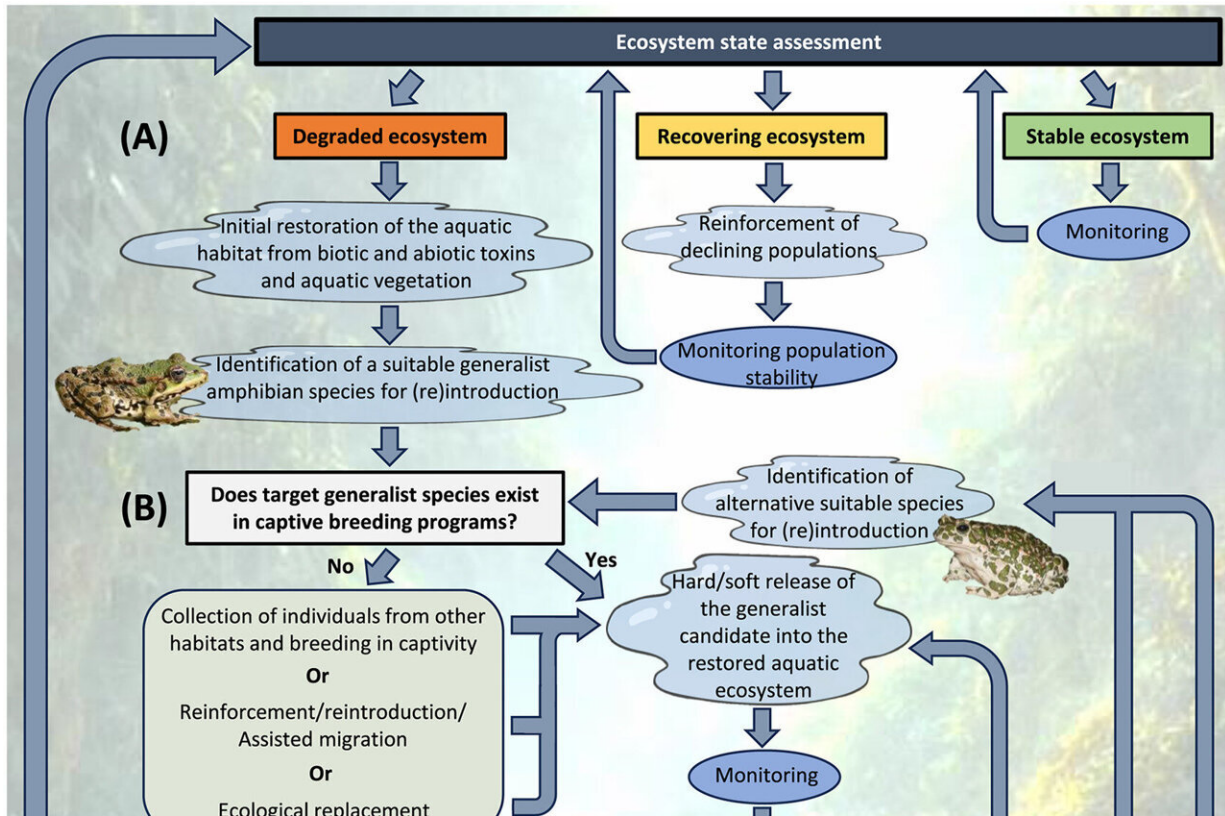 Ecosystem state assessment
(A)
Degraded ecosystem
Recovering ecosystem
Stable ecosystem
Initial restoration of the aquatic
habitat from biotic and abiotic toxins
and aquatic vegetation
Reinforcement of
declining populations
Monitoring
Identification of a suitable generalist
amphibian species for (re)introduction
Monitoring population
stability
(B)
Does target generalist species exist
in captive breeding programs?
Identification of
alternative suitable species
for (re)introduction
No
Yes
Collection of individuals from other
habitats and breeding in captivity
Or
Reinforcement/reintroduction/
Assisted migration
Or
Ecological replacement
Hard/soft release of
the generalist
candidate into the
restored aquatic
ecosystem
Monitoring